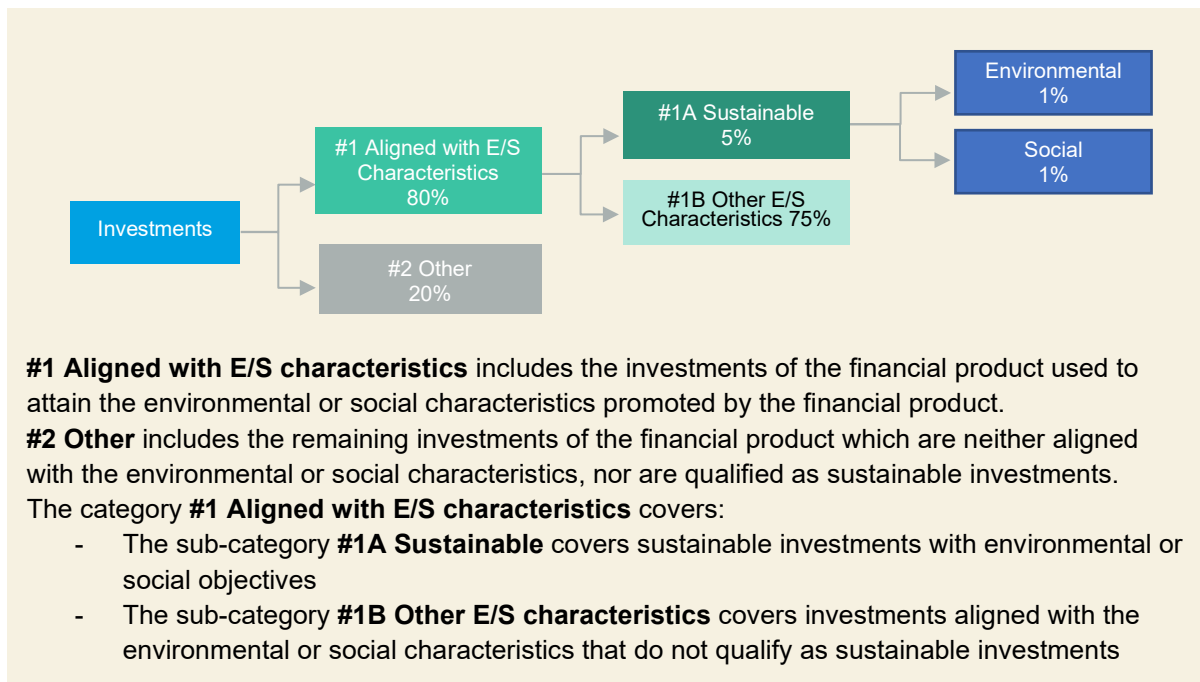 Investments
#1 Aligned with E/S
Characteristics
80%
#2 Other
20%
#1A Sustainable
5%
#1B Other E/S
Characteristics 75%
Environmental
1%
Social
1%
#1 Aligned with E/S characteristics includes the investments of the financial product used to
attain the environmental or social characteristics promoted by the financial product.
#2 Other includes the remaining investments of the financial product which are neither aligned
with the environmental or social characteristics, nor are qualified as sustainable investments.
The category #1 Aligned with E/S characteristics covers:
- The sub-category #1A Sustainable covers sustainable investments with environmental or
social objectives
- The sub-category #1B Other E/S characteristics covers investments aligned with the
environmental or social characteristics that do not qualify as sustainable investments